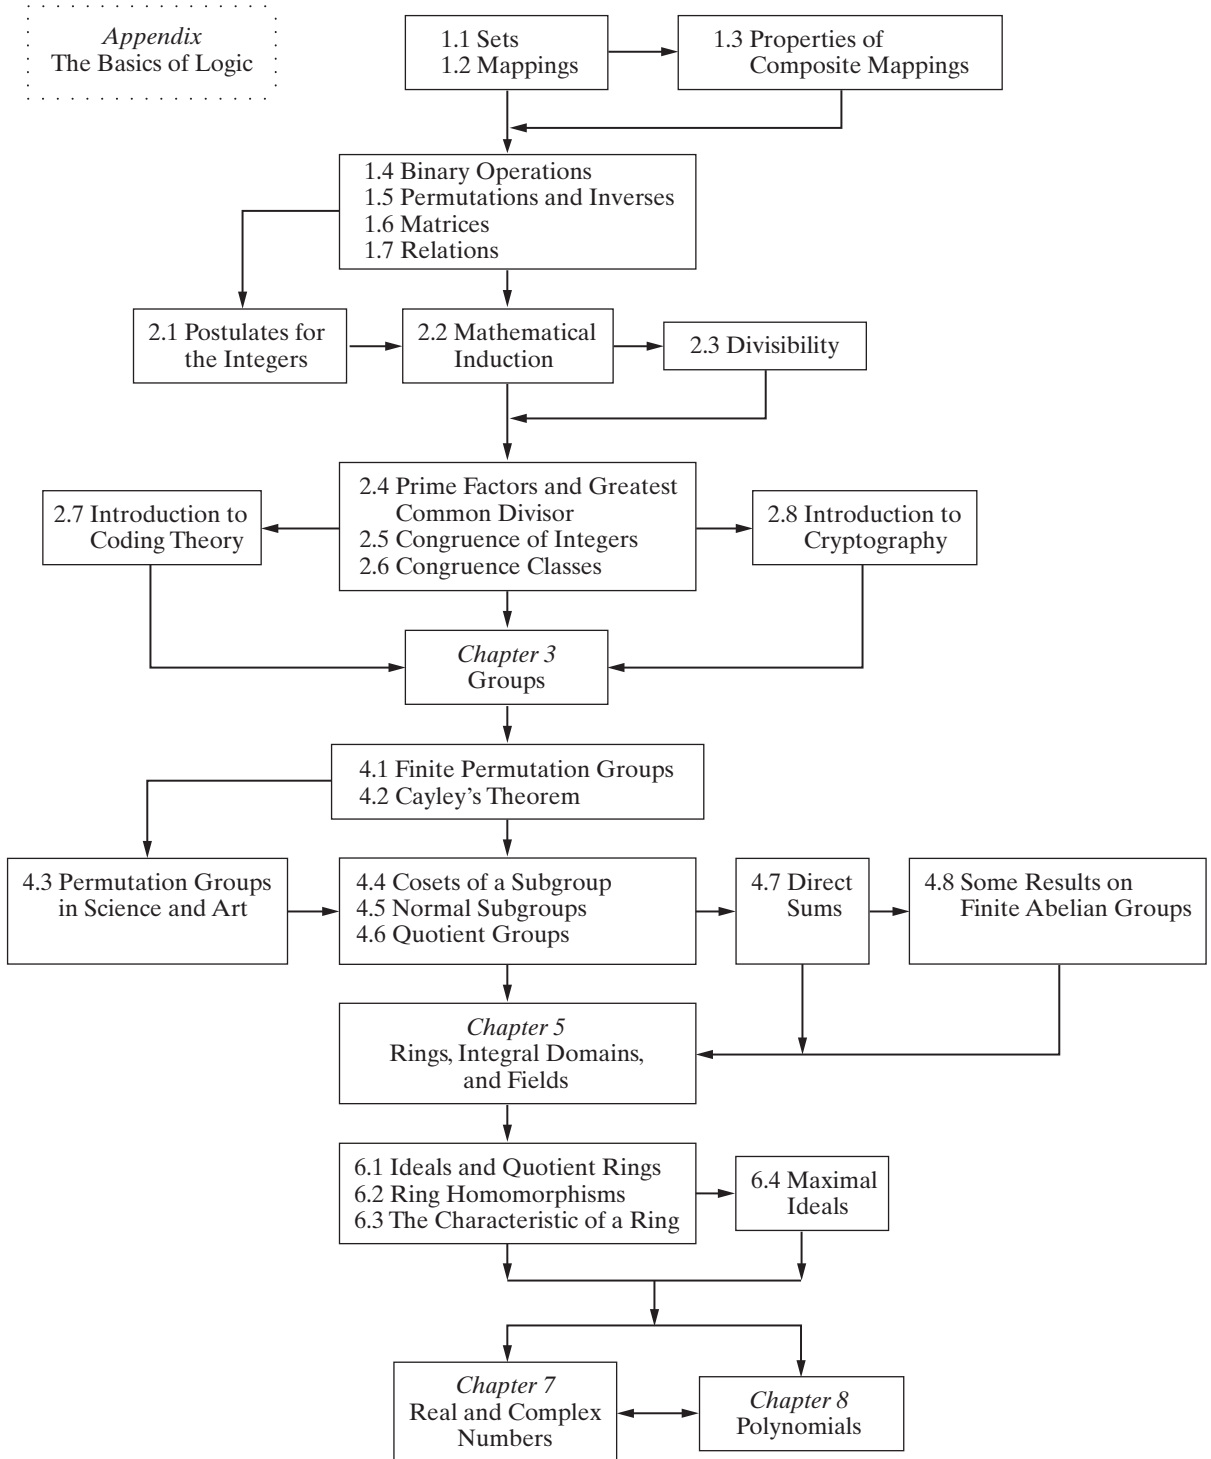 Appendix
The Basics of Logic
1.1 Sets
1.2 Mappings
1.3 Properties of
Composite Mappings
1.4 Binary Operations
1.5 Permutations and Inverses
1.6 Matrices
1.7 Relations
2.1 Postulates for
the Integers
2.2 Mathematical
Induction
2.3 Divisibility
2.7 Introduction to
Coding Theory
2.4 Prime Factors and Greatest
Common Divisor
2.5 Congruence of Integers
2.6 Congruence Classes
2.8 Introduction to
Cryptography
Chapter 3
Groups
4.1 Finite Permutation Groups
4.2 Cayley's Theorem
4.3 Permutation Groups
in Science and Art
4.4 Cosets of a Subgroup
4.5 Normal Subgroups
4.6 Quotient Groups
4.7 Direct
Sums
4.8 Some Results on
Finite Abelian Groups
Chapter 5
Rings, Integral Domains,
and Fields
6.1 Ideals and Quotient Rings
6.2 Ring Homomorphisms
6.3 The Characteristic of a Ring
6.4 Maximal
Ideals
Chapter 7
Real and Complex
Numbers
Chapter 8
Polynomials